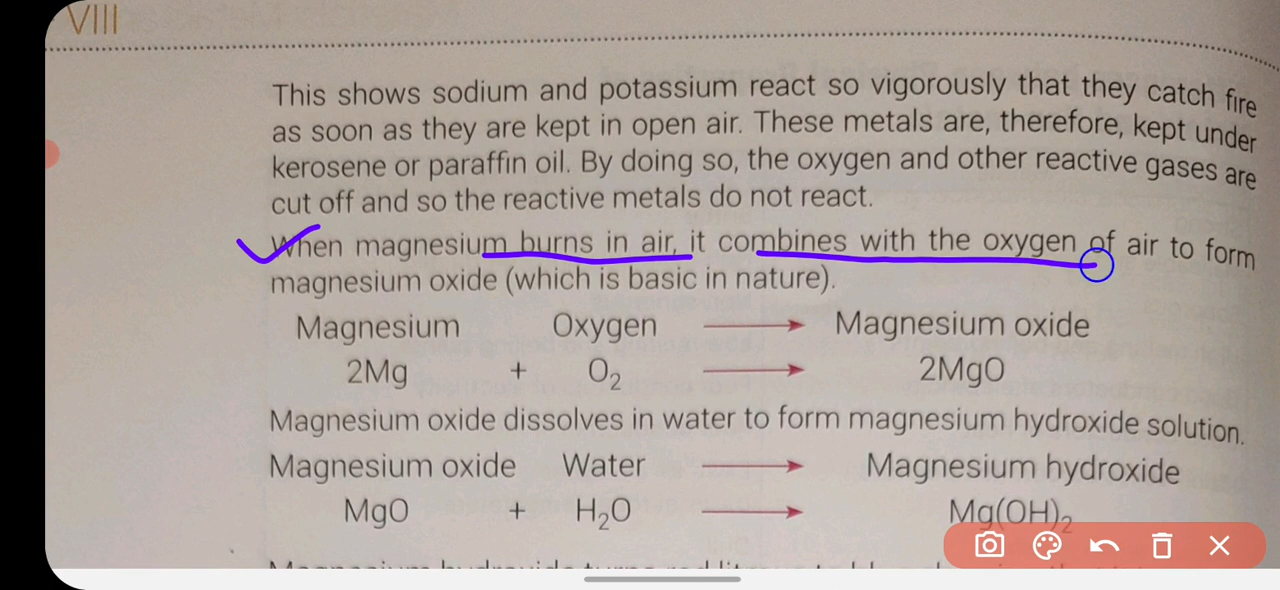 VIII
This shows sodium and potassium react so vigorously that they catch fire
as soon as they are kept in open air. These metals are, therefore, kept under
kerosene or paraffin oil. By doing so, the oxygen and other reactive gases are
cut off and so the reactive metals do not react.
When magnesium burns in air, it combines with the oxygen of air to form
magnesium oxide (which is basic in nature).
Magnesium Oxygen → Magnesium oxide
2Mg + O₂ → 2MgO
Magnesium oxide dissolves in water to form magnesium hydroxide solution.
Magnesium oxide Water → Magnesium hydroxide
MgO + H₂O → Mg(OH)₂